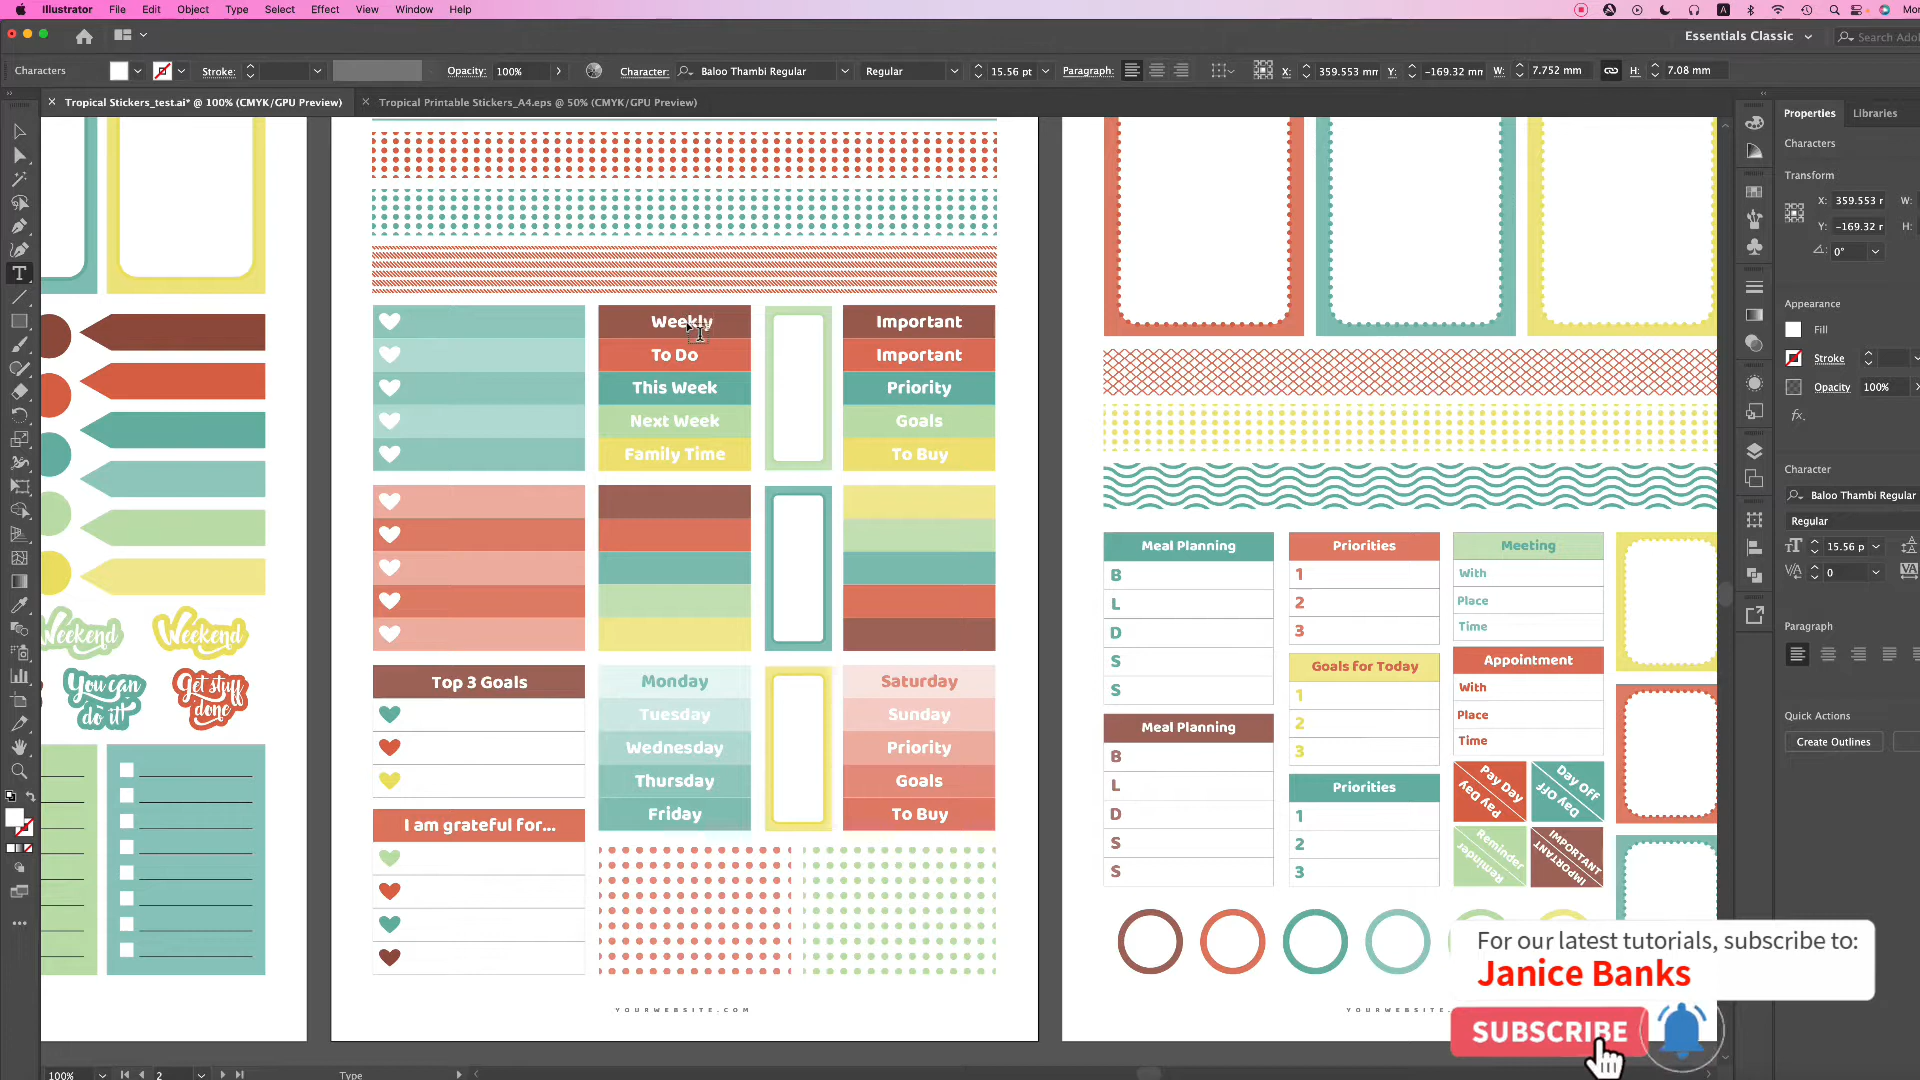 Illustrator File Edit Object Type Select Effect View Window Help
Essentials Classic
Characters Stroke: Opacity: 100% Character: Baloo Thambi Regular Regular 15.56 pt Paragraph: X: 359.553 mm Y: -169.32 mm W: 7.752 mm H: 7.08 mm
Tropical Stickers_test.ai* @ 100% (CMYK/GPU Preview)
Tropical Printable Stickers_A4.eps @ 50% (CMYK/GPU Preview)
Weekend
Weekend
You can do it!
Get stuff done
Weekly
To Do
This Week
Next Week
Family Time
Important
Important
Priority
Goals
To Buy
Top 3 Goals
Monday
Tuesday
Wednesday
Thursday
Friday
Saturday
Sunday
Priority
Goals
To Buy
I am grateful for...
YOURWEBSITE.COM
Meal Planning
B
L
D
S
S
Meal Planning
B
L
D
S
S
Priorities
1
2
3
Goals for Today
1
2
3
Priorities
1
2
3
Meeting
With
Place
Time
Appointment
With
Place
Time
Pay Day
Pay Day
Day Off
Day Off
Reminder
Reminder
IMPORTANT
IMPORTANT
Properties Libraries
Characters
Transform
X: 359.553 r W:
Y: -169.32 r H:
0°
Appearance
Fill
Stroke
Opacity 100%
fx.
Character
Baloo Thambi Regular
Regular
15.56 p
0
Paragraph
Quick Actions
Create Outlines
For our latest tutorials, subscribe to:
Janice Banks
SUBSCRIBE
100% 2 Type